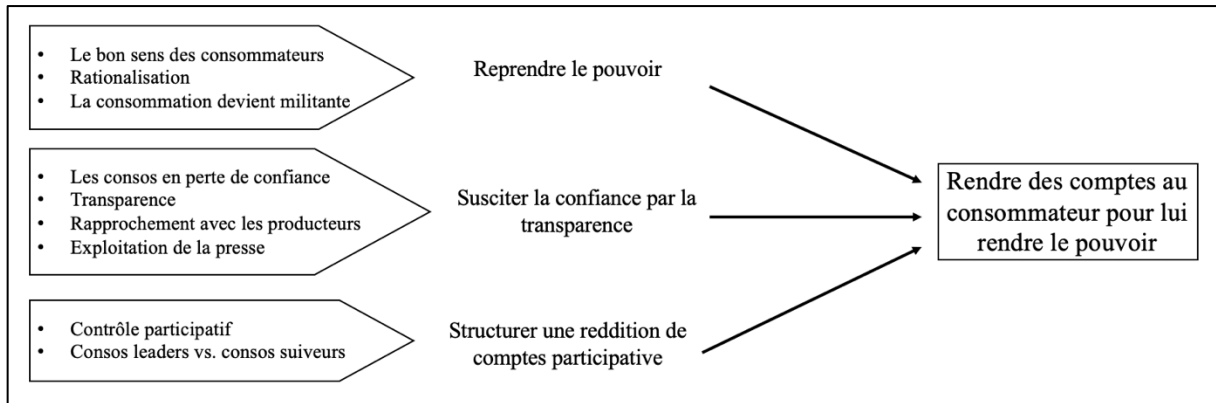 • Le bon sens des consommateurs
• Rationalisation
• La consommation devient militante
Reprendre le pouvoir
• Les consos en perte de confiance
• Transparence
• Rapprochement avec les producteurs
• Exploitation de la presse
Susciter la confiance par la
transparence
• Contrôle participatif
• Consos leaders vs. consos suiveurs
Structurer une reddition de
comptes participative
Rendre des comptes au
consommateur pour lui
rendre le pouvoir